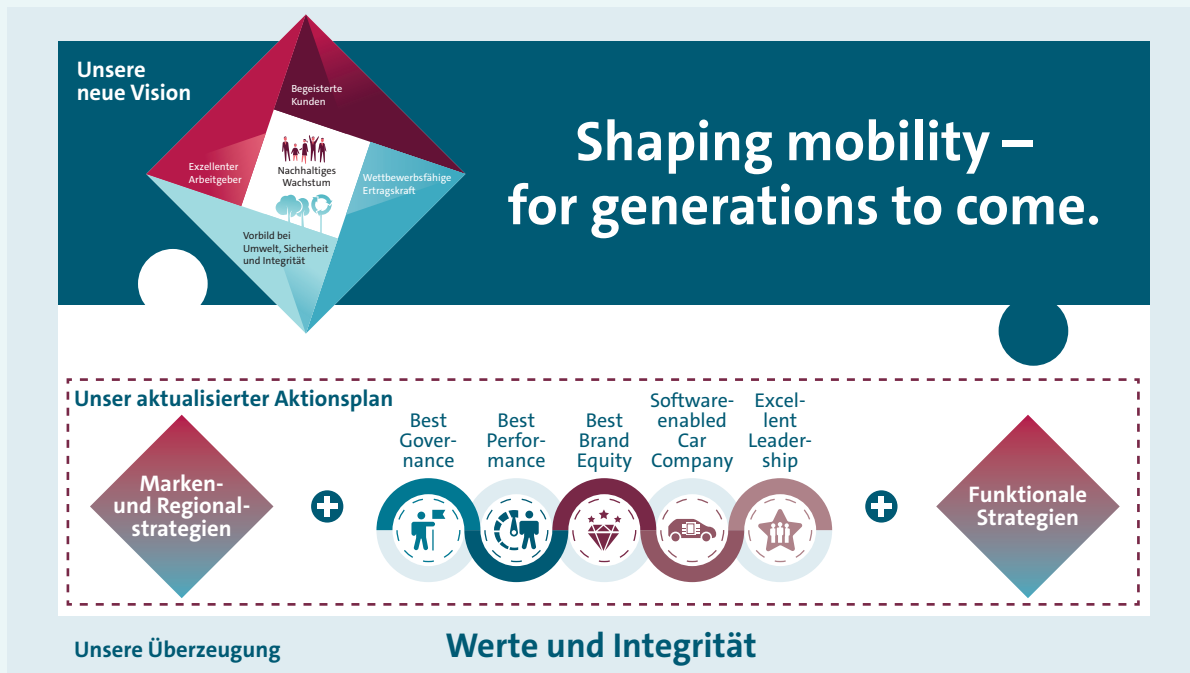 Unsere
neue Vision
Begeisterte
Kunden
Exzellenter
Arbeitgeber
Nachhaltiges
Wachstum
Wettbewerbsfähige
Ertragskraft
Vorbild bei
Umwelt, Sicherheit
und Integrität
Shaping mobility –
for generations to come.
Unser aktualisierter Aktionsplan
Marken-
und Regional-
strategien
Best
Gover-
nance
Best
Perfor-
mance
Best
Brand
Equity
Software-
enabled
Car
Company
Excel-
lent
Leader-
ship
Funktionale
Strategien
Unsere Überzeugung
Werte und Integrität